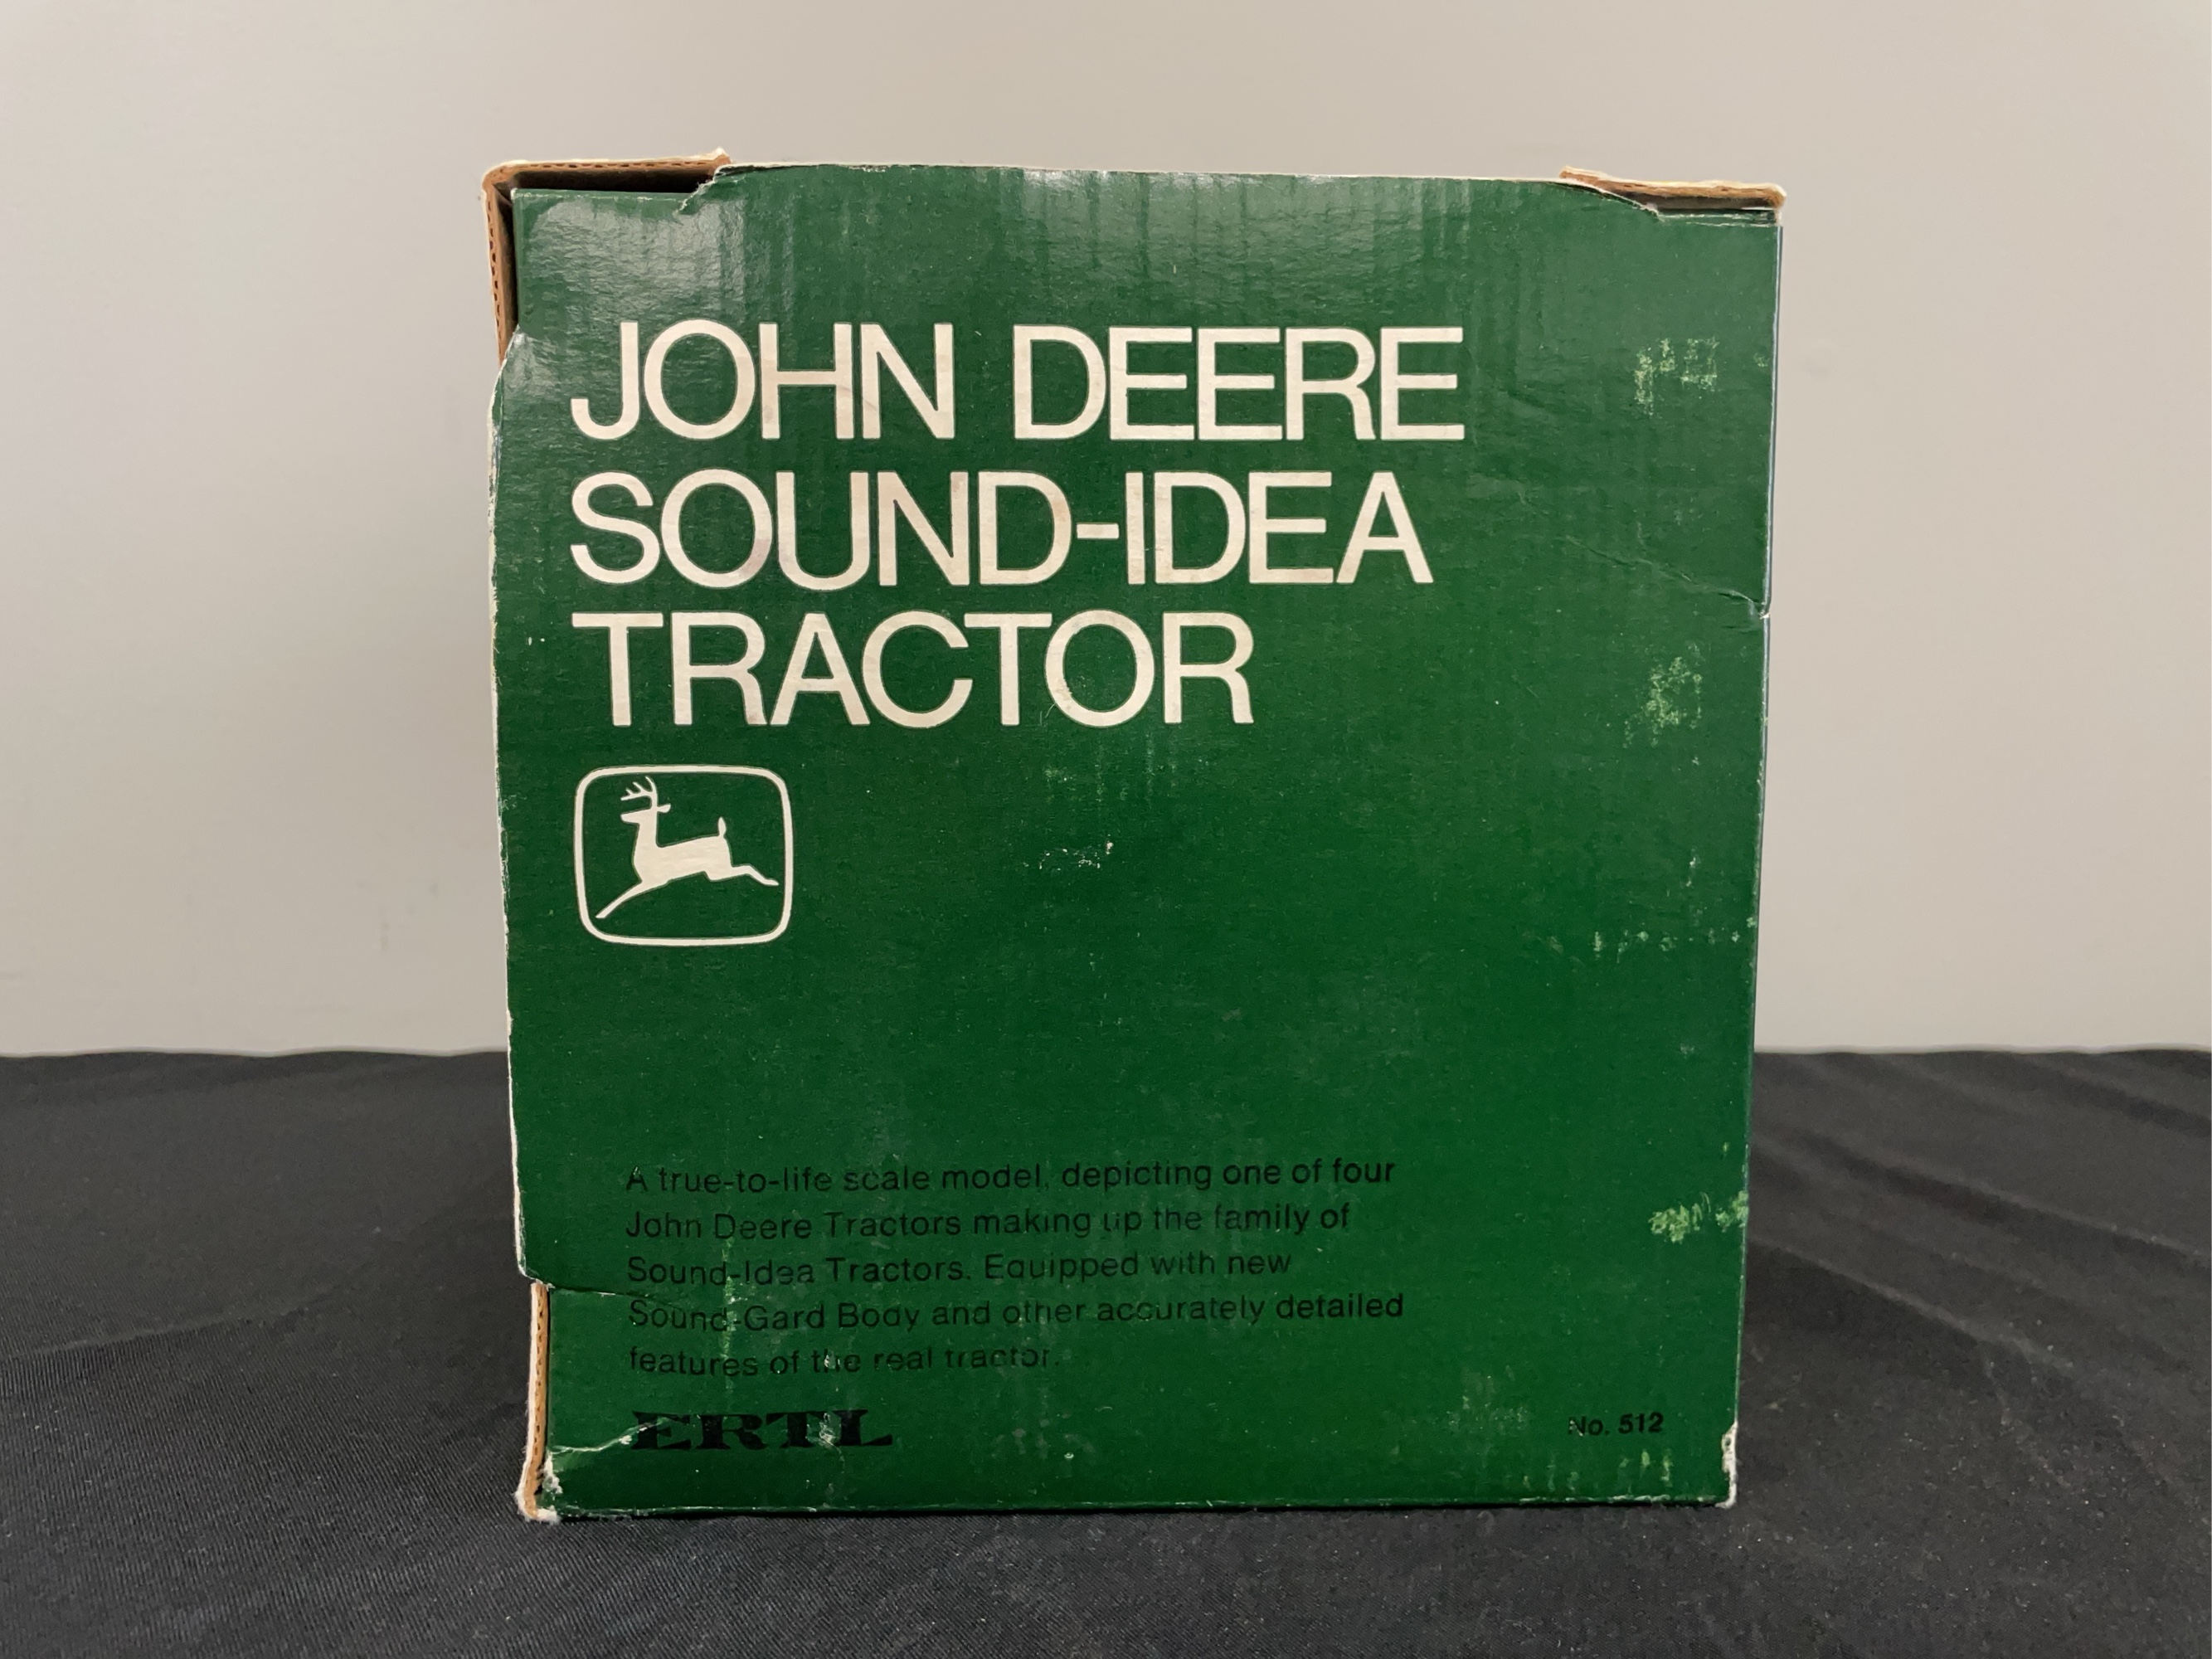 JOHN DEERE
SOUND-IDEA
TRACTOR
A true-to-life scale model, depicting one of four
John Deere Tractors making up the family of
Sound-Idea Tractors. Equipped with new
Sound-Gard Body and other accurately detailed
features of the real tractor.
ERTL
No. 512